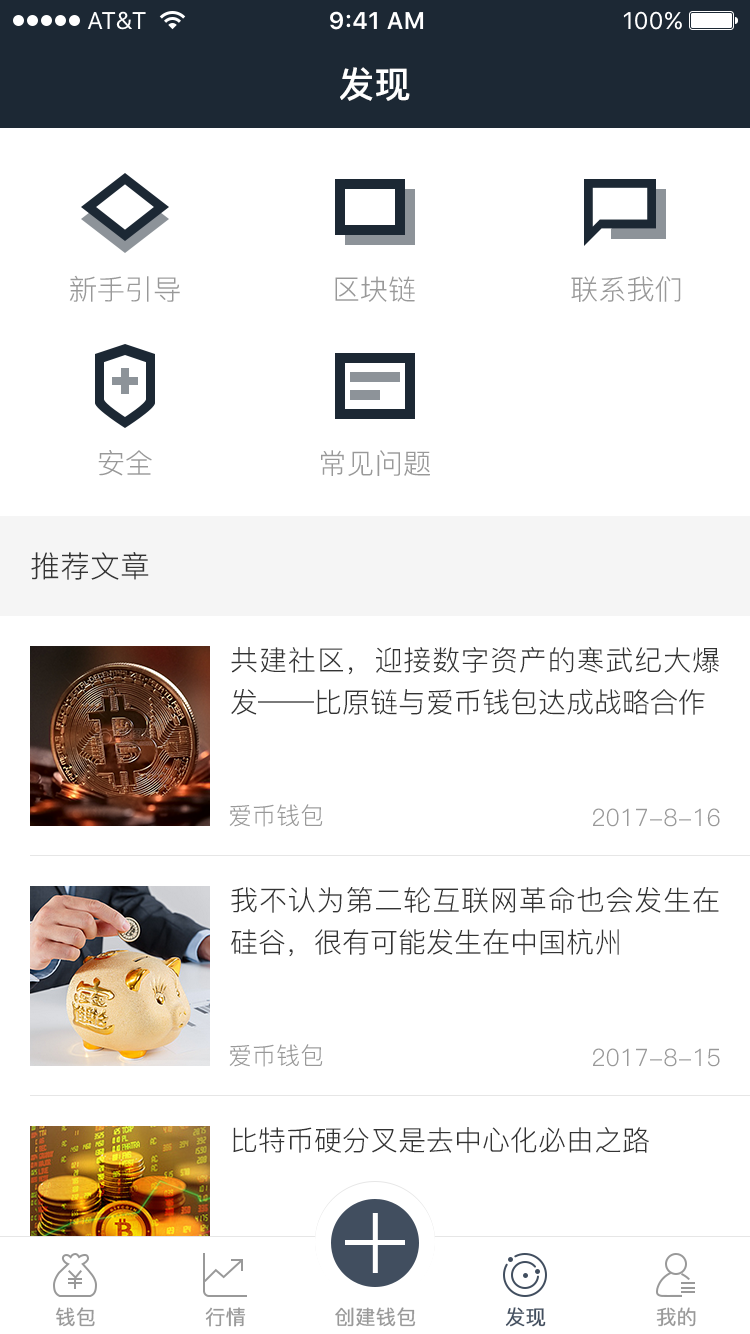 AT&T 9:41 AM 100%
发现
新手引导 区块链 联系我们
安全 常见问题
推荐文章
共建社区，迎接数字资产的寒武纪大爆
发——比原链与爱币钱包达成战略合作
爱币钱包 2017-8-16
我不认为第二轮互联网革命也会发生在
硅谷，很有可能发生在中国杭州
爱币钱包 2017-8-15
比特币硬分叉是去中心化必由之路
钱包 行情 创建钱包 发现 我的